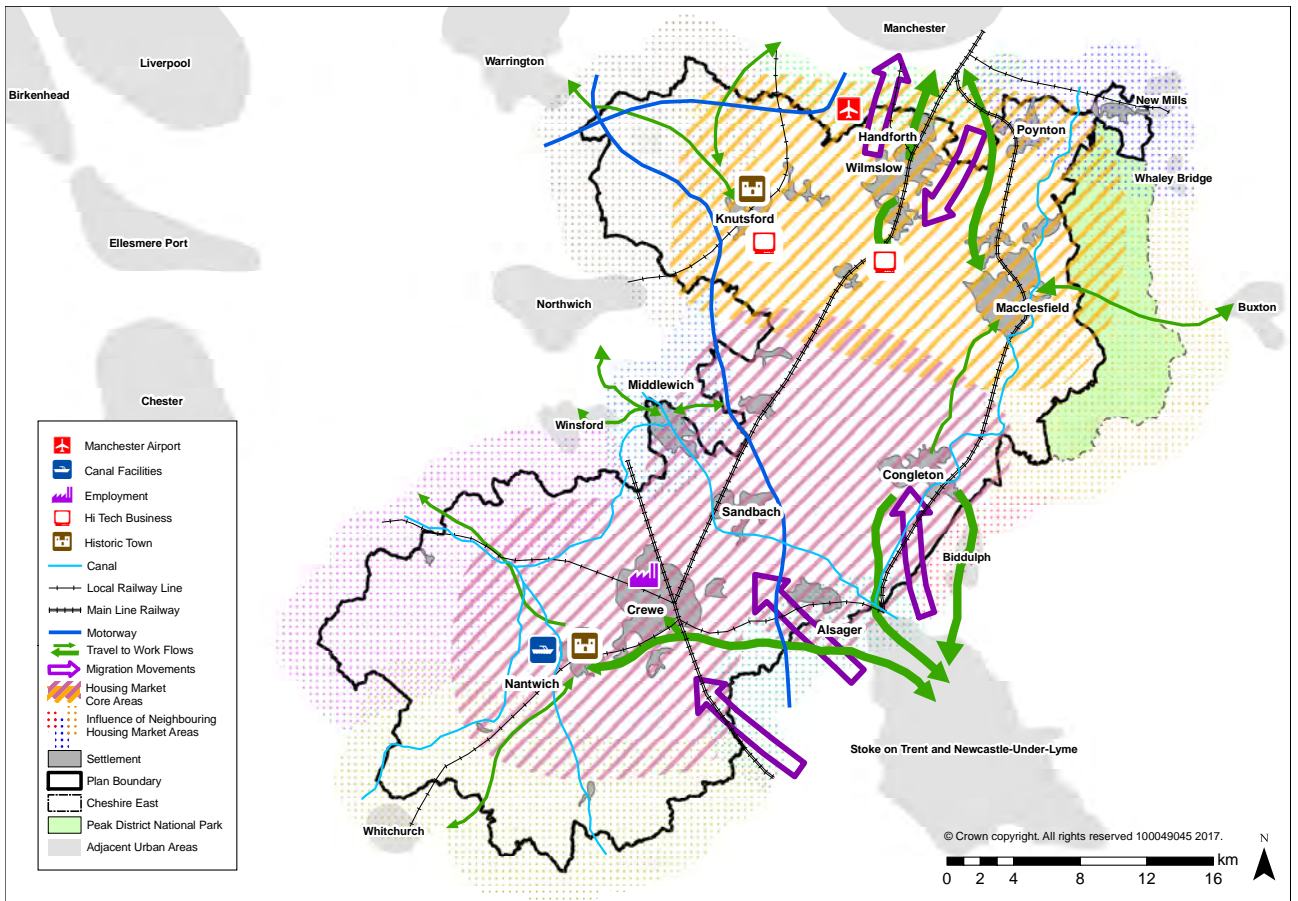 Manchester
Liverpool
Warrington
Birkenhead
New Mills
Poynton
Handforth
Wilmslow
Whaley Bridge
Knutsford
Ellesmere Port
Northwich
Macclesfield
Buxton
Middlewich
Chester
Winsford
Congleton
Sandbach
Biddulph
Crewe
Alsager
Nantwich
Stoke on Trent and Newcastle-Under-Lyme
Whitchurch
Manchester Airport
Canal Facilities
Employment
Hi Tech Business
Historic Town
Canal
Local Railway Line
Main Line Railway
Motorway
Travel to Work Flows
Migration Movements
Housing Market
Core Areas
Influence of Neighbouring
Housing Market Areas
Settlement
Plan Boundary
Cheshire East
Peak District National Park
Adjacent Urban Areas
© Crown copyright. All rights reserved 100049045 2017.
N
km
0 2 4 8 12 16